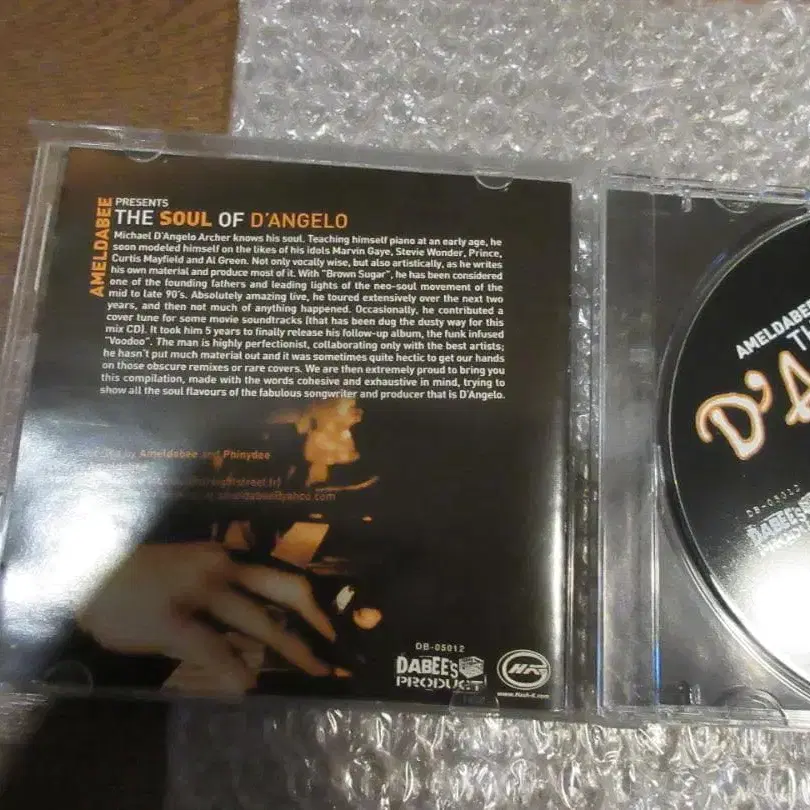 AMELDABEE
PRESENTS
THE SOUL OF D'ANGELO
Michael D'Angelo Archer knows his soul. Teaching himself piano at an early age, he
soon modeled himself on the likes of his idols Marvin Gaye, Stevie Wonder, Prince,
Curtis Mayfield and Al Green. Not only vocally wise, but also artistically, as he writes
his own material and produce most of it. With "Brown Sugar", he has been considered
one of the founding fathers and leading lights of the neo-soul movement of the
mid to late 90's. Absolutely amazing live, he toured extensively over the next two
years, and then not much of anything happened. Occasionally, he contributed a
cover tune for some movie soundtracks (that has been dug the dusty way for this
mix CD). It took him 5 years to finally release his follow-up album, the funk infused
"Voodoo". The man is highly perfectionist, collaborating only with the best artists;
he hasn't put much material out and it was sometimes quite hectic to get our hands
on those obscure remixes or rare covers. We are then extremely proud to bring you
this compilation, made with the words cohesive and exhaustive in mind, trying to
show all the soul flavours of the fabulous songwriter and producer that is D'Angelo.
by Ameldabee and Phinydee
ameldabee@yahoo.com
DB-05012
DABEE'S
PRODUCT
AMELDABEE
D'A
DB-05012
DABEE'S